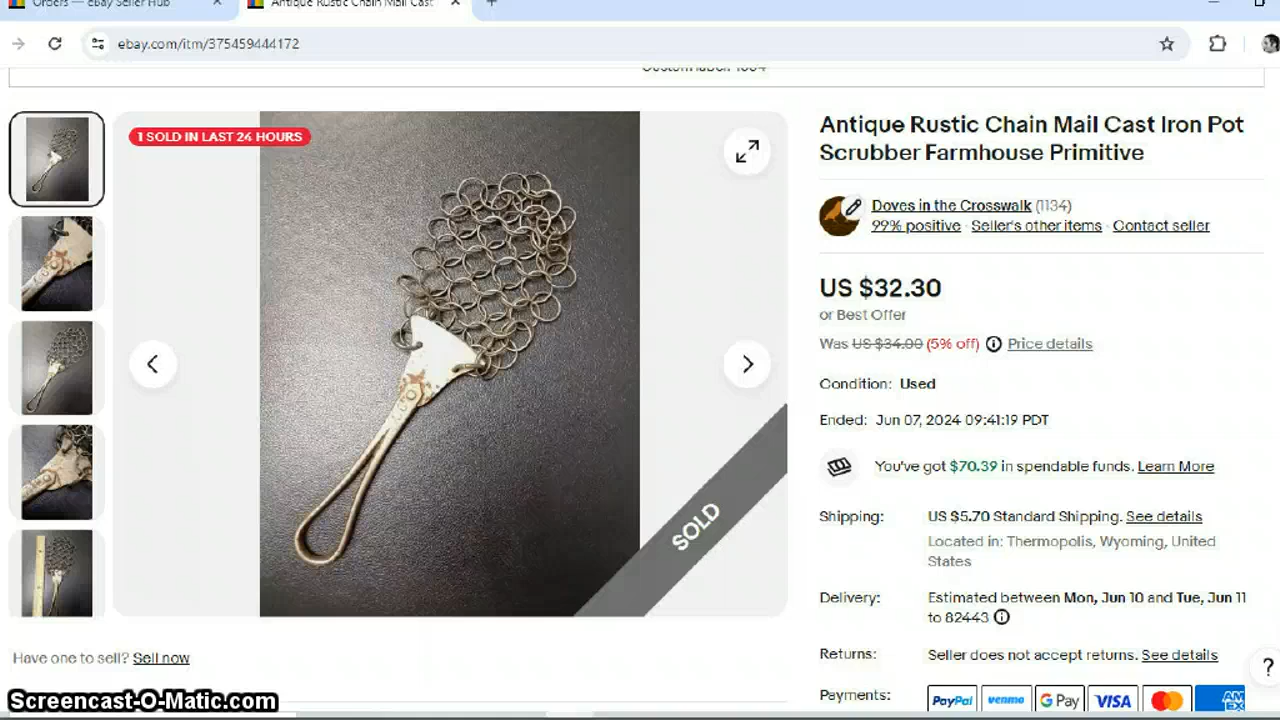 Orders — eBay Seller Hub
Antique Rustic Chain Mail Cast
ebay.com/itm/375459444172
1 SOLD IN LAST 24 HOURS
SOLD
Have one to sell? Sell now
Antique Rustic Chain Mail Cast Iron Pot
Scrubber Farmhouse Primitive
Doves in the Crosswalk (1134)
99% positive · Seller's other items · Contact seller
US $32.30
or Best Offer
Was US $34.00 (5% off) Price details
Condition: Used
Ended: Jun 07, 2024 09:41:19 PDT
You've got $70.39 in spendable funds. Learn More
Shipping: US $5.70 Standard Shipping. See details
Located in: Thermopolis, Wyoming, United
States
Delivery: Estimated between Mon, Jun 10 and Tue, Jun 11
to 82443
Returns: Seller does not accept returns. See details
Payments: PayPal venmo G Pay VISA AM EX
?
Screencast-O-Matic.com